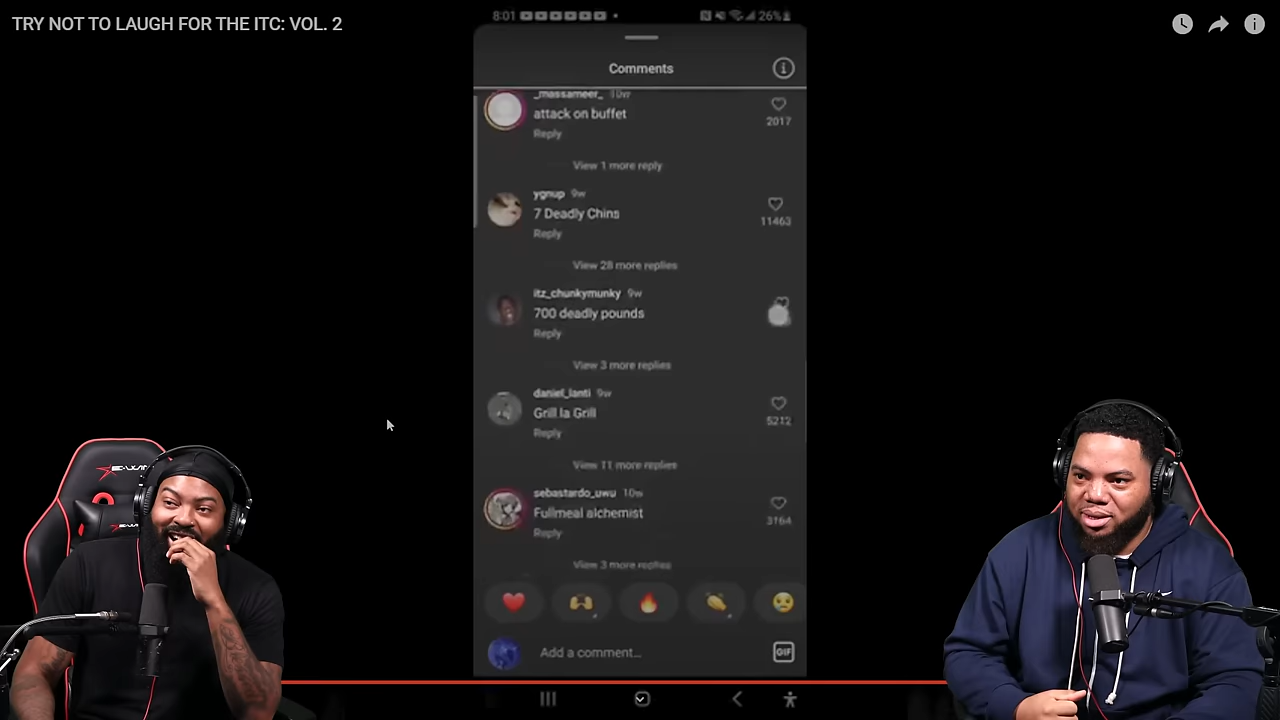 TRY NOT TO LAUGH FOR THE ITC: VOL. 2
8:01
26%
Comments
_massameer_ 10w
attack on buffet
2017
Reply
View 1 more reply
ygnup 9w
7 Deadly Chins
11463
Reply
View 28 more replies
itz_chunkymunky 9w
700 deadly pounds
Reply
View 3 more replies
daniel_lanti 9w
Grill la Grill
5212
Reply
View 11 more replies
sebastardo_uwu 10w
Fullmeal alchemist
3164
Reply
View 3 more replies
Add a comment...
GIF